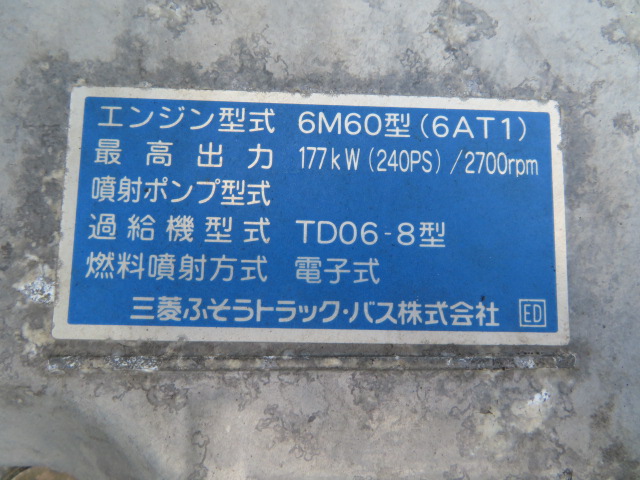 エンジン型式 6M60型(6AT1)
最高出力 177kW(240PS)/2700rpm
噴射ポンプ型式
過給機型式 TD06-8型
燃料噴射方式 電子式
三菱ふそうトラック・バス株式会社 ED